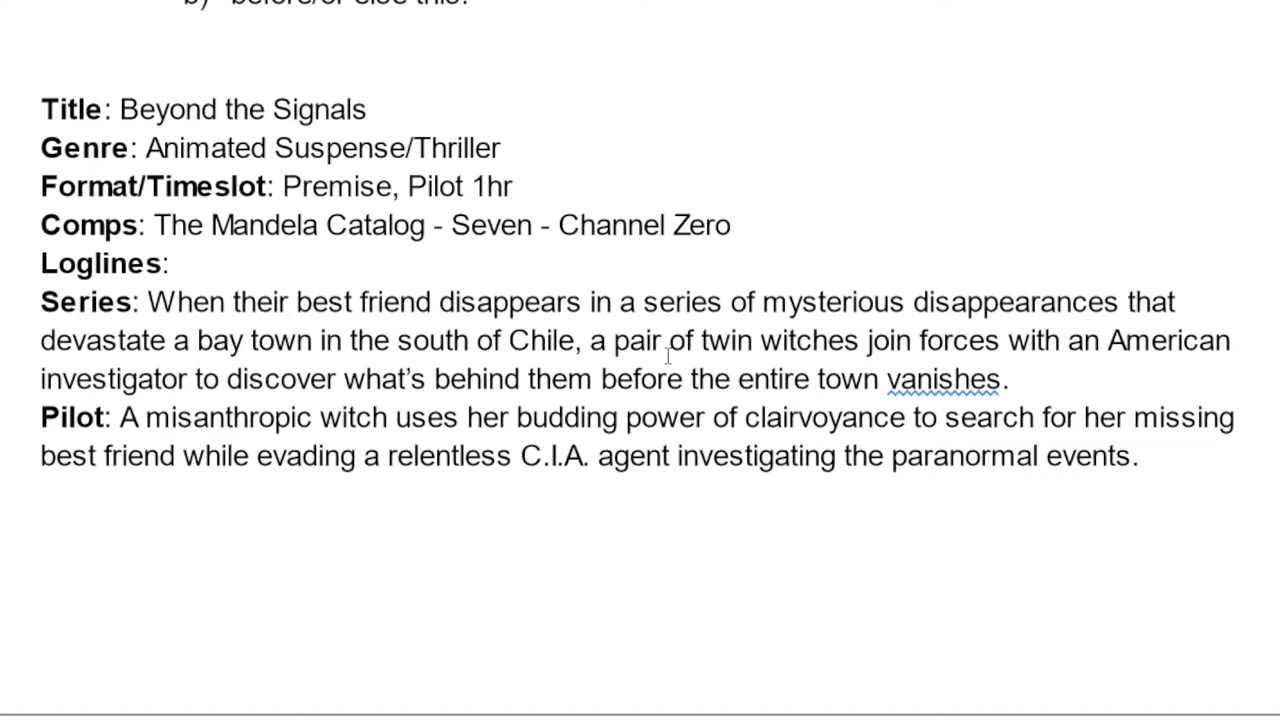 b) before/or else this.
Title: Beyond the Signals
Genre: Animated Suspense/Thriller
Format/Timeslot: Premise, Pilot 1hr
Comps: The Mandela Catalog - Seven - Channel Zero
Loglines:
Series: When their best friend disappears in a series of mysterious disappearances that
devastate a bay town in the south of Chile, a pair of twin witches join forces with an American
investigator to discover what’s behind them before the entire town vanishes.
Pilot: A misanthropic witch uses her budding power of clairvoyance to search for her missing
best friend while evading a relentless C.I.A. agent investigating the paranormal events.